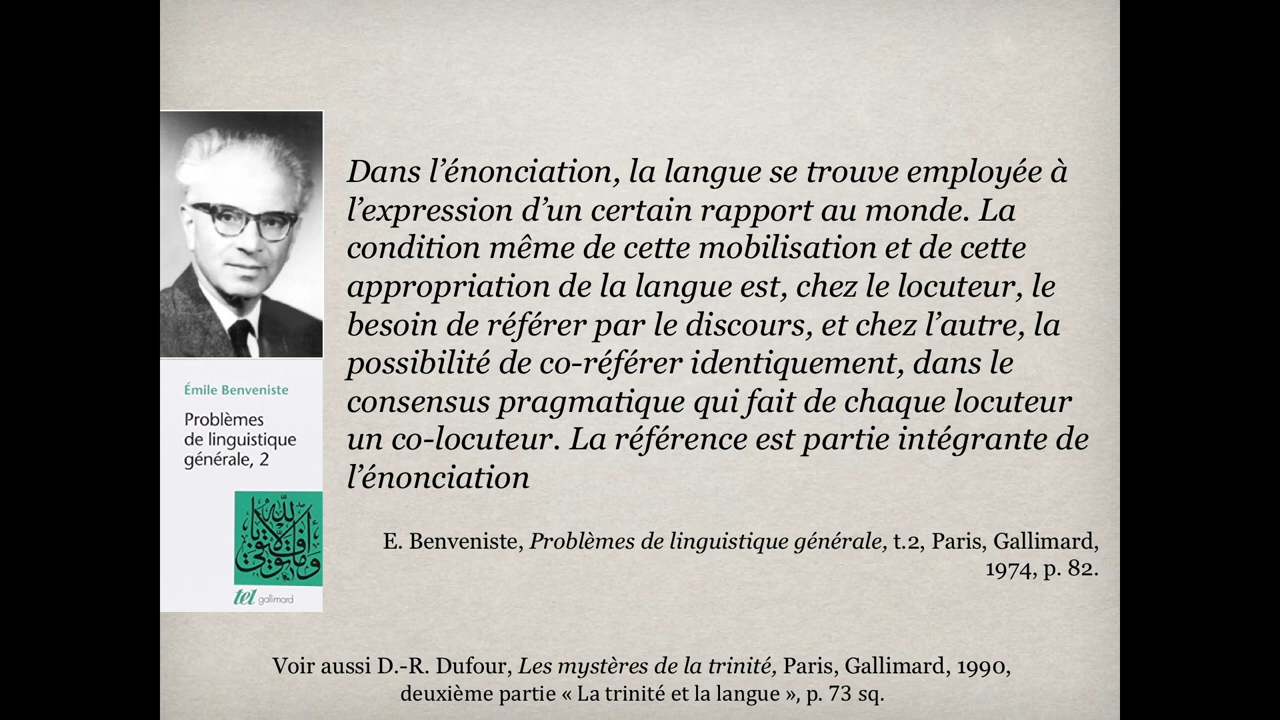 Dans l’énonciation, la langue se trouve employée à
l’expression d’un certain rapport au monde. La
condition même de cette mobilisation et de cette
appropriation de la langue est, chez le locuteur, le
besoin de référer par le discours, et chez l’autre, la
possibilité de co-référer identiquement, dans le
consensus pragmatique qui fait de chaque locuteur
un co-locuteur. La référence est partie intégrante de
l’énonciation
E. Benveniste, Problèmes de linguistique générale, t.2, Paris, Gallimard,
1974, p. 82.
Émile Benveniste
Problèmes
de linguistique
générale, 2
tel gallimard
Voir aussi D.-R. Dufour, Les mystères de la trinité, Paris, Gallimard, 1990,
deuxième partie « La trinité et la langue », p. 73 sq.